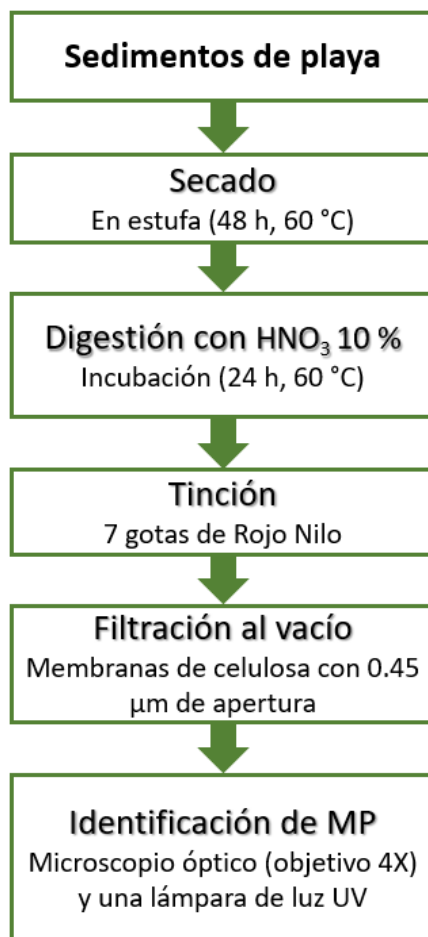 Sedimentos de playa
Secado
En estufa (48 h, 60 °C)
Digestión con HNO₃ 10 %
Incubación (24 h, 60 °C)
Tinción
7 gotas de Rojo Nilo
Filtración al vacío
Membranas de celulosa con 0.45
µm de apertura
Identificación de MP
Microscopio óptico (objetivo 4X)
y una lámpara de luz UV